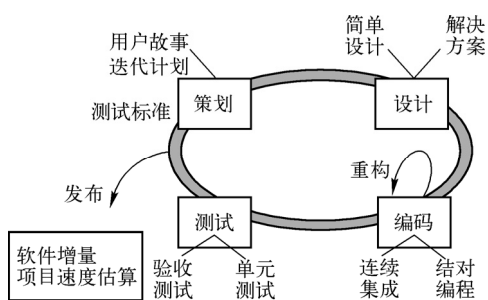 用户故事
迭代计划
简单
设计
解决
方案
测试标准
策划
设计
重构
发布
测试
编码
软件增量
项目速度估算
验收
测试
单元
测试
连续
集成
结对
编程